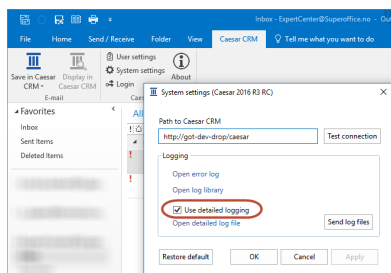 Inbox - ExpertCenter@Superoffice.no - Out
File Home Send / Receive Folder View Caesar CRM Tell me what you want to do
Save in Caesar CRM
Display in Caesar CRM
User settings
System settings
Login
About
E-mail
Caes
Favorites
Inbox
Sent Items
Deleted Items
All
System settings (Caesar 2016 R3 RC)
Path to Caesar CRM
http://got-dev-drop/caesar
Test connection
Logging
Open error log
Open log library
Use detailed logging
Open detailed log file
Send log files
Restore default OK Cancel Apply